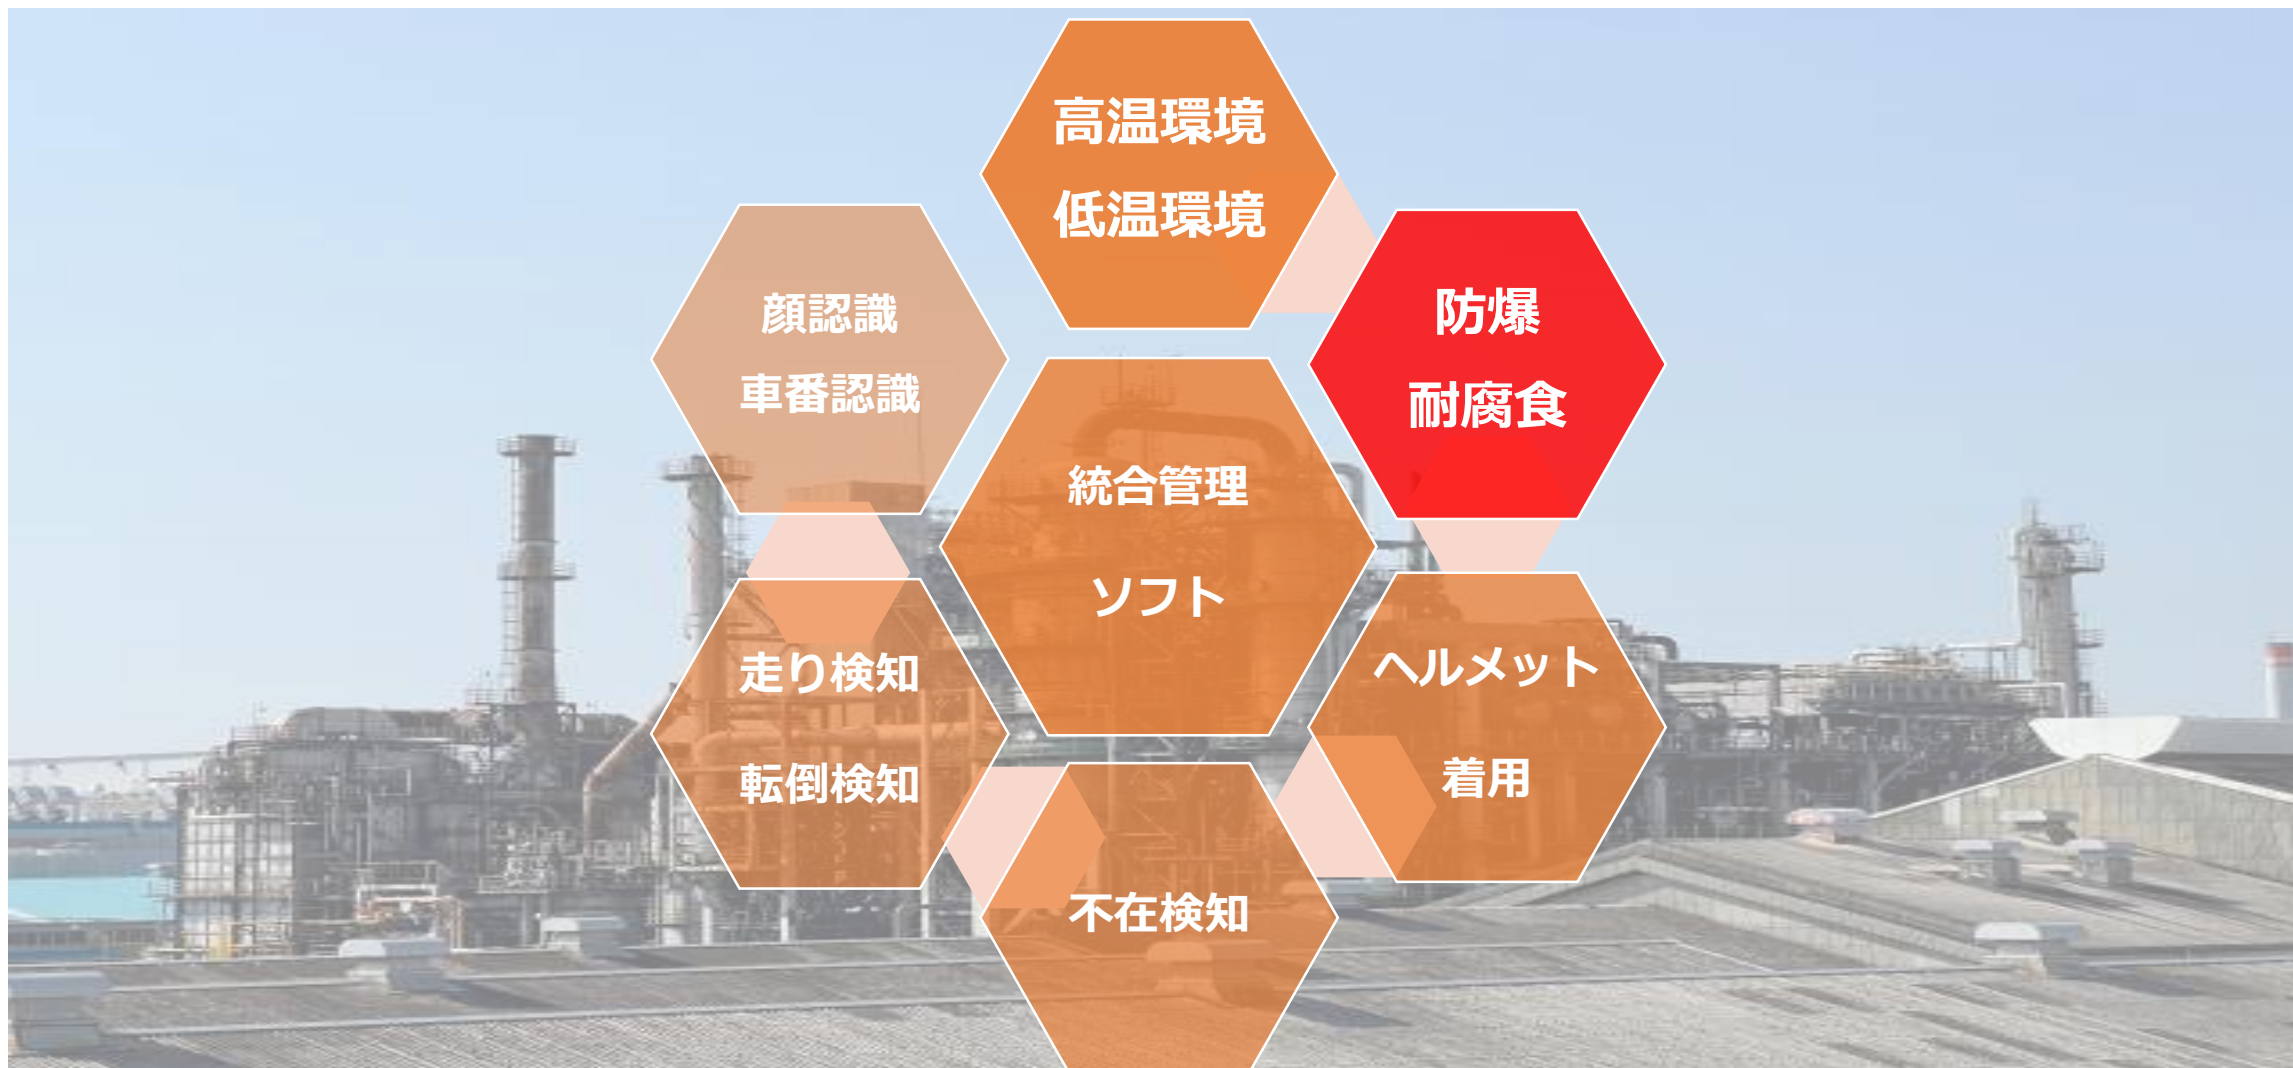 高温環境
低温環境
防爆
耐腐食
顔認識
車番認識
統合管理
ソフト
ヘルメット
着用
走り検知
転倒検知
不在検知